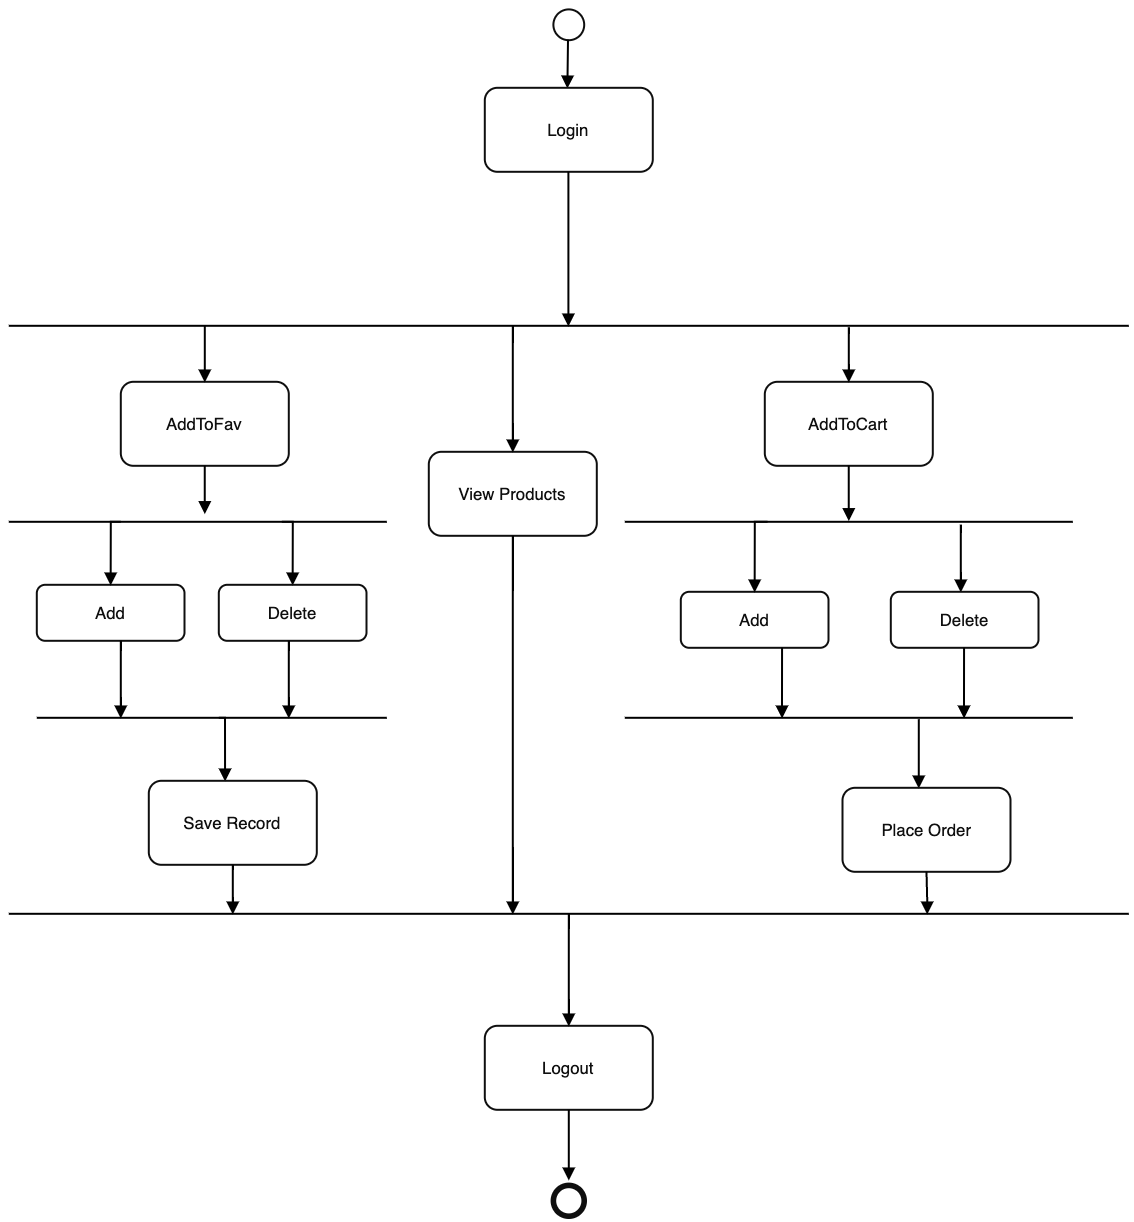 Login
AddToFav
AddToCart
View Products
Add
Delete
Add
Delete
Save Record
Place Order
Logout